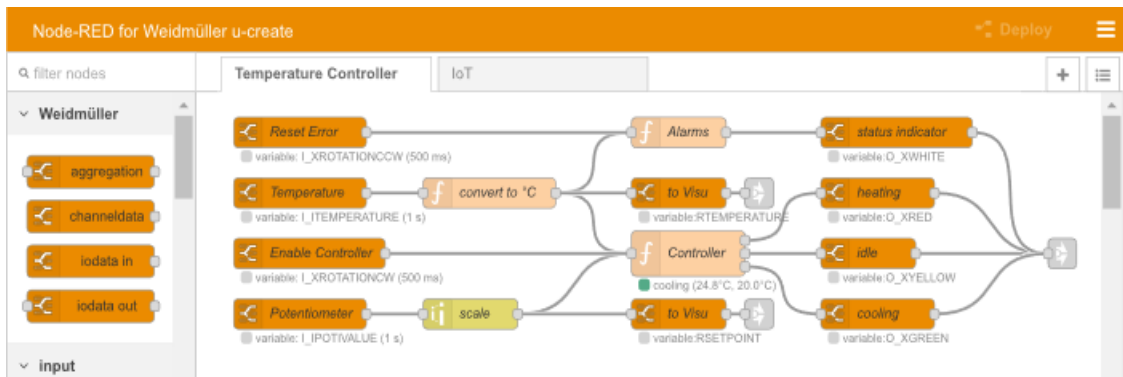 Node-RED for Weidmüller u-create
Deploy
filter nodes
Temperature Controller
IoT
Weidmüller
aggregation
channeldata
iodata in
iodata out
input
Reset Error
variable: I_XROTATIONCCW (500 ms)
Alarms
status indicator
variable:O_XWHITE
Temperature
variable: I_ITEMPERATURE (1 s)
convert to °C
to Visu
variable:RTEMPERATURE
heating
variable:O_XRED
Enable Controller
variable: I_XROTATIONCW (500 ms)
Controller
cooling (24.8°C, 20.0°C)
idle
variable:O_XYELLOW
Potentiometer
variable: I_IPOTIVALUE (1 s)
scale
to Visu
variable:RSETPOINT
cooling
variable:O_XGREEN